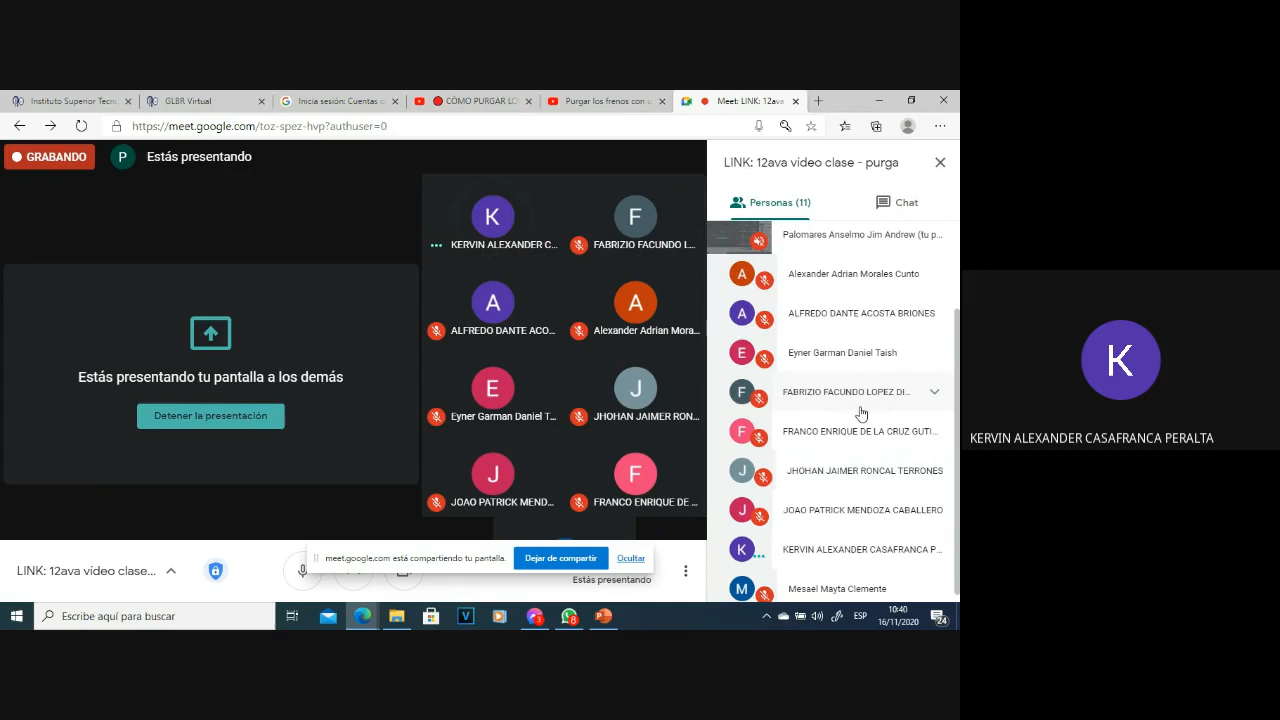 Instituto Superior Tecn
GLBR Virtual
Inicia sesión: Cuentas d
CÓMO PURGAR LO
Purgar los frenos con u
Meet: LINK: 12ava
https://meet.google.com/toz-spez-hvp?authuser=0
GRABANDO
P
Estás presentando
LINK: 12ava video clase - purga
Personas (11)
Chat
K
KERVIN ALEXANDER C...
F
FABRIZIO FACUNDO L...
A
ALFREDO DANTE ACO...
A
Alexander Adrian Mora...
E
Eyner Garman Daniel T...
J
JHOHAN JAIMER RON...
J
JOAO PATRICK MEND...
F
FRANCO ENRIQUE DE ...
Estás presentando tu pantalla a los demás
Detener la presentación
Palomares Anselmo Jim Andrew (tu p...
A
Alexander Adrian Morales Cunto
A
ALFREDO DANTE ACOSTA BRIONES
E
Eyner Garman Daniel Taish
F
FABRIZIO FACUNDO LOPEZ DI...
F
FRANCO ENRIQUE DE LA CRUZ GUTI...
J
JHOHAN JAIMER RONCAL TERRONES
J
JOAO PATRICK MENDOZA CABALLERO
K
KERVIN ALEXANDER CASAFRANCA P...
M
Mesael Mayta Clemente
K
KERVIN ALEXANDER CASAFRANCA PERALTA
meet.google.com está compartiendo tu pantalla.
Dejar de compartir
Ocultar
LINK: 12ava video clase...
Estás presentando
Escribe aquí para buscar
V
3
8
ESP
10:40
16/11/2020
24